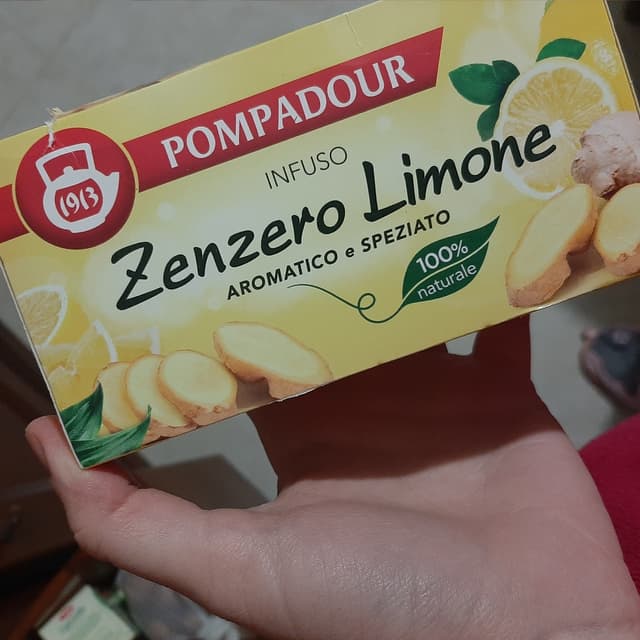 POMPADOUR
1913
INFUSO
Zenzero Limone
AROMATICO e SPEZIATO
100%
naturale